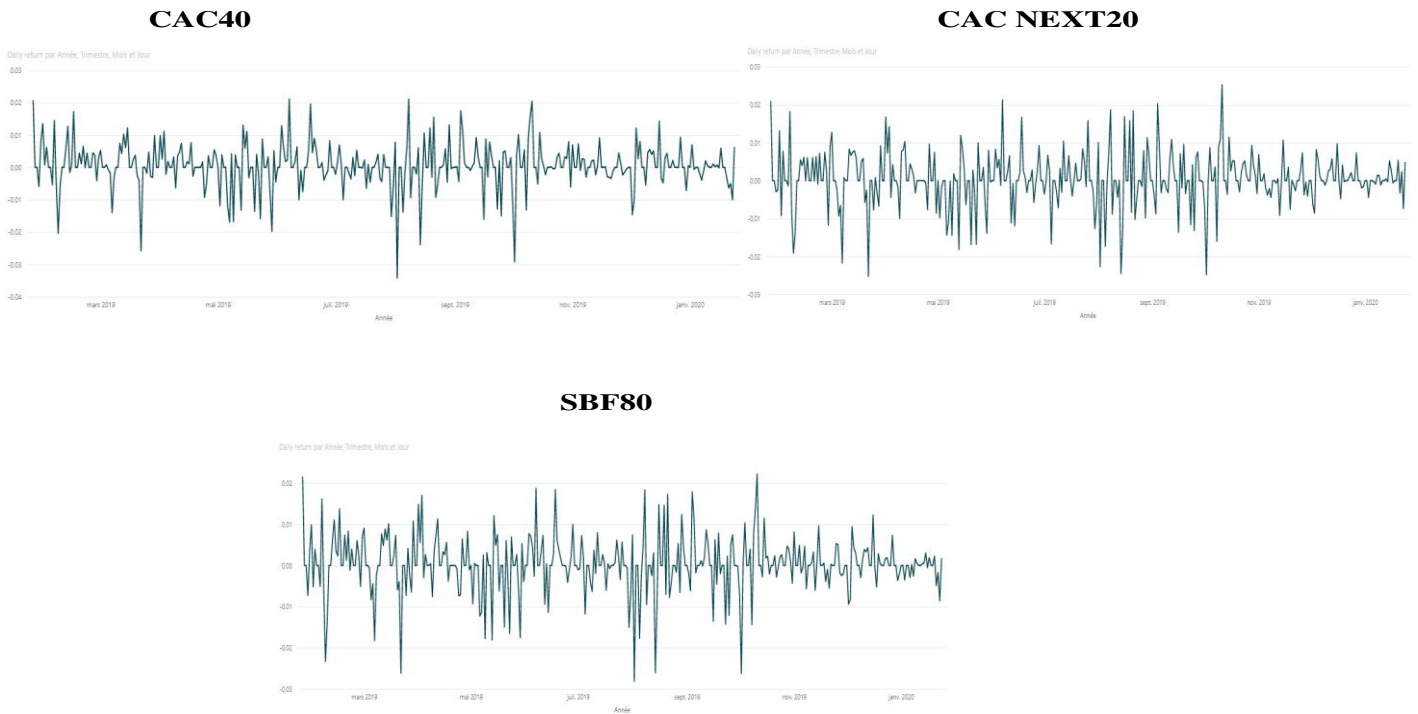 CAC40
CAC NEXT20
Daily return par Année, Trimestre, Mois et Jour
0,03
0,02
0,01
0,00
-0,01
-0,02
-0,03
-0,04
mars 2019
mai 2019
juil. 2019
sept. 2019
nov. 2019
janv. 2020
Année
Daily return par Année, Trimestre, Mois et Jour
0,03
0,02
0,01
0,00
-0,01
-0,02
-0,03
mars 2019
mai 2019
juil. 2019
sept. 2019
nov. 2019
janv. 2020
Année
SBF80
Daily return par Année, Trimestre, Mois et Jour
0,02
0,01
0,00
-0,01
-0,02
-0,03
mars 2019
mai 2019
juil. 2019
sept. 2019
nov. 2019
janv. 2020
Année